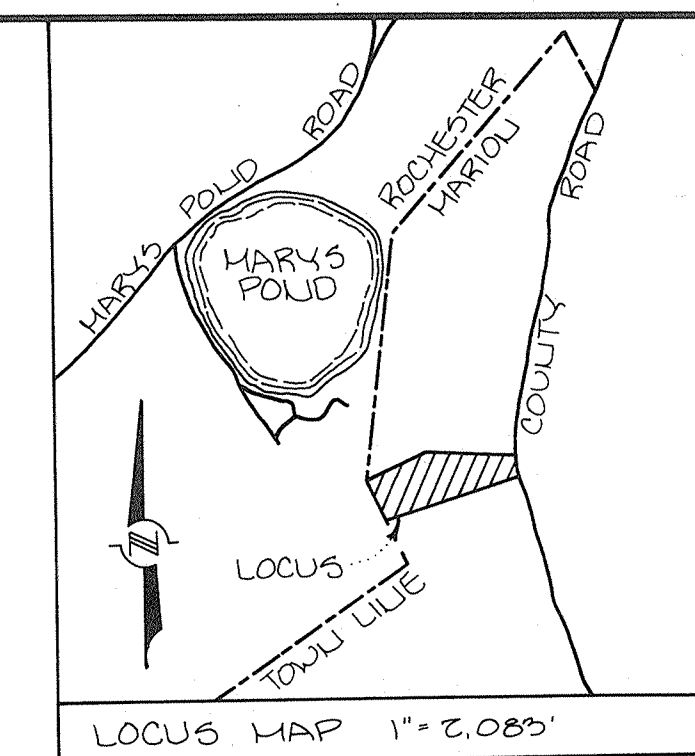 MARYS POND ROAD
ROCHESTER
MARION
COUNTY ROAD
MARYS
POND
N
LOCUS
TOWN LINE
LOCUS MAP 1"= 2,083'